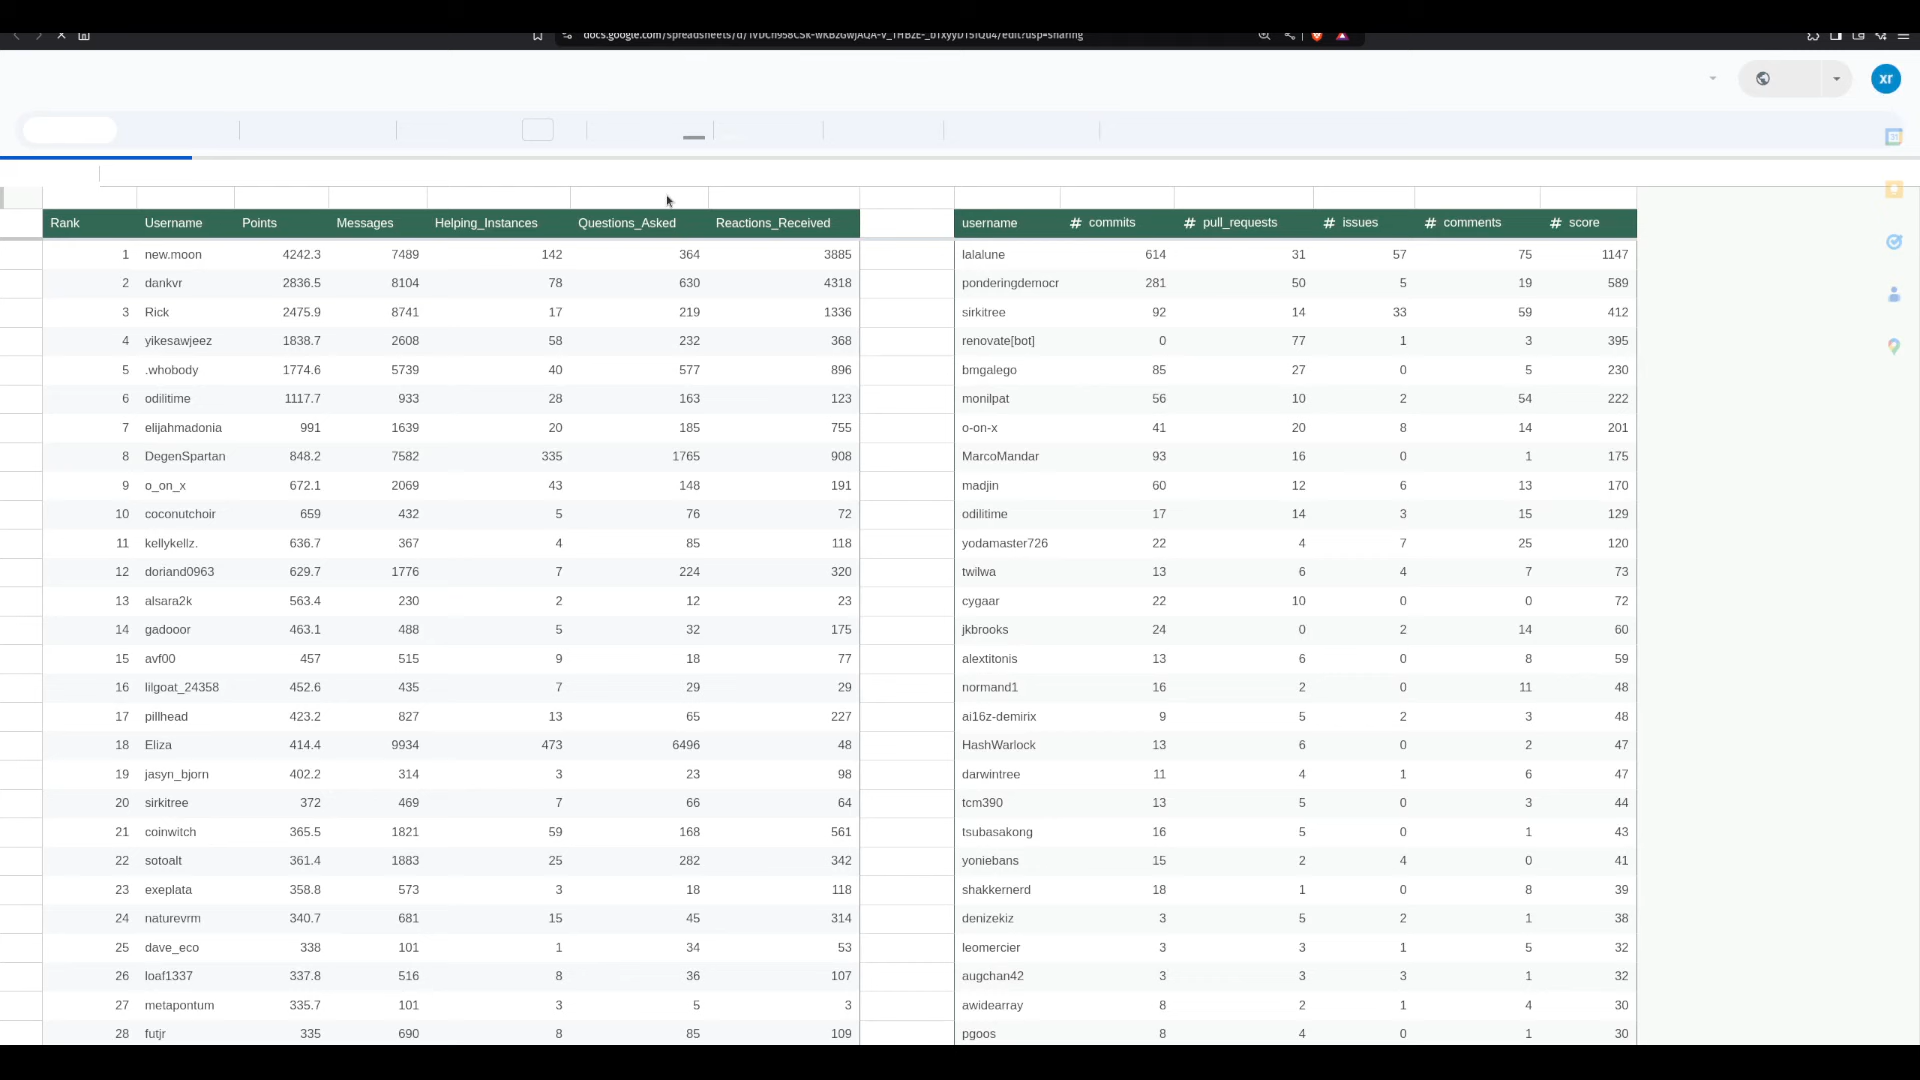 xr
Rank Username Points Messages Helping_Instances Questions_Asked Reactions_Received
1 new.moon 4242.3 7489 142 364 3885
2 dankvr 2836.5 8104 78 630 4318
3 Rick 2475.9 8741 17 219 1336
4 yikesawjeez 1838.7 2608 58 232 368
5 .whobody 1774.6 5739 40 577 896
6 odilitime 1117.7 933 28 163 123
7 elijahmadonia 991 1639 20 185 755
8 DegenSpartan 848.2 7582 335 1765 908
9 o_on_x 672.1 2069 43 148 191
10 coconutchoir 659 432 5 76 72
11 kellykellz. 636.7 367 4 85 118
12 doriand0963 629.7 1776 7 224 320
13 alsara2k 563.4 230 2 12 23
14 gadooor 463.1 488 5 32 175
15 avf00 457 515 9 18 77
16 lilgoat_24358 452.6 435 7 29 29
17 pillhead 423.2 827 13 65 227
18 Eliza 414.4 9934 473 6496 48
19 jasyn_bjorn 402.2 314 3 23 98
20 sirkitree 372 469 7 66 64
21 coinwitch 365.5 1821 59 168 561
22 sotoalt 361.4 1883 25 282 342
23 exeplata 358.8 573 3 18 118
24 naturevrm 340.7 681 15 45 314
25 dave_eco 338 101 1 34 53
26 loaf1337 337.8 516 8 36 107
27 metapontum 335.7 101 3 5 3
28 futjr 335 690 8 85 109
username # commits # pull_requests # issues # comments # score
lalalune 614 31 57 75 1147
ponderingdemocr 281 50 5 19 589
sirkitree 92 14 33 59 412
renovate[bot] 0 77 1 3 395
bmgalego 85 27 0 5 230
monilpat 56 10 2 54 222
o-on-x 41 20 8 14 201
MarcoMandar 93 16 0 1 175
madjin 60 12 6 13 170
odilitime 17 14 3 15 129
yodamaster726 22 4 7 25 120
twilwa 13 6 4 7 73
cygaar 22 10 0 0 72
jkbrooks 24 0 2 14 60
alextitonis 13 6 0 8 59
normand1 16 2 0 11 48
ai16z-demirix 9 5 2 3 48
HashWarlock 13 6 0 2 47
darwintree 11 4 1 6 47
tcm390 13 5 0 3 44
tsubasakong 16 5 0 1 43
yoniebans 15 2 4 0 41
shakkernerd 18 1 0 8 39
denizekiz 3 5 2 1 38
leomercier 3 3 1 5 32
augchan42 3 3 3 1 32
awidearray 8 2 1 4 30
pgoos 8 4 0 1 30